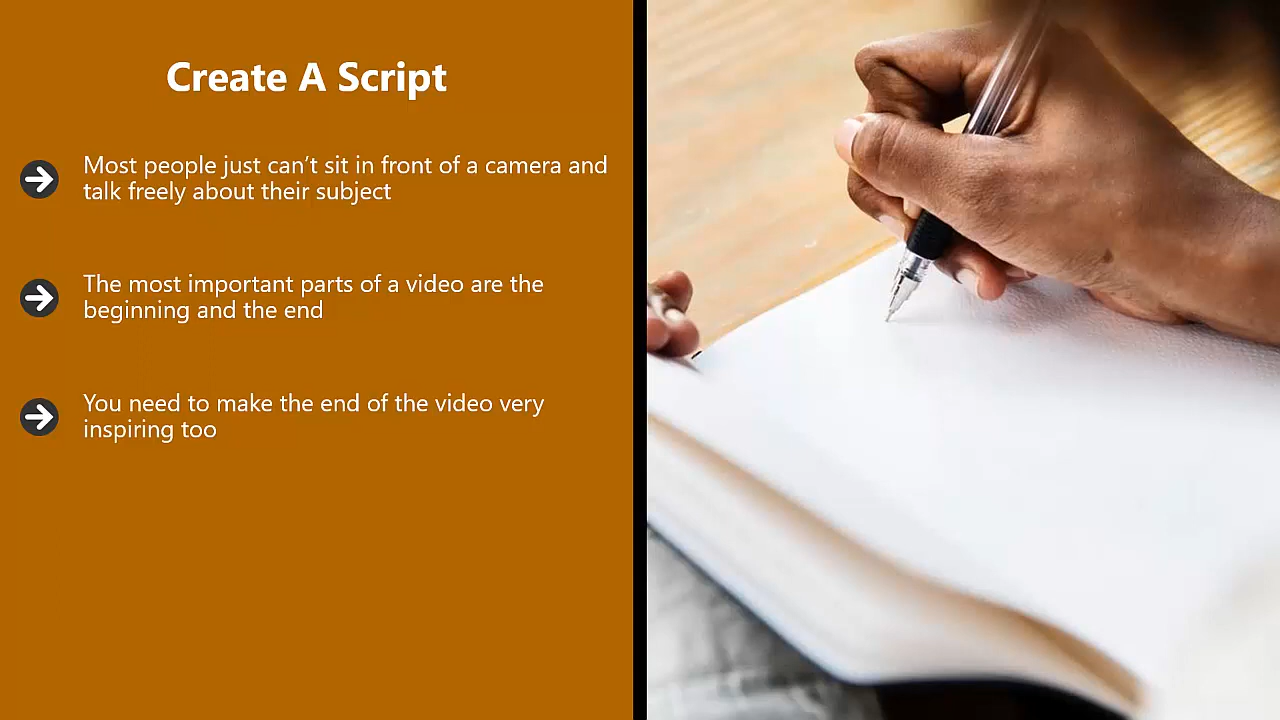 Create A Script
Most people just can’t sit in front of a camera and
talk freely about their subject
The most important parts of a video are the
beginning and the end
You need to make the end of the video very
inspiring too